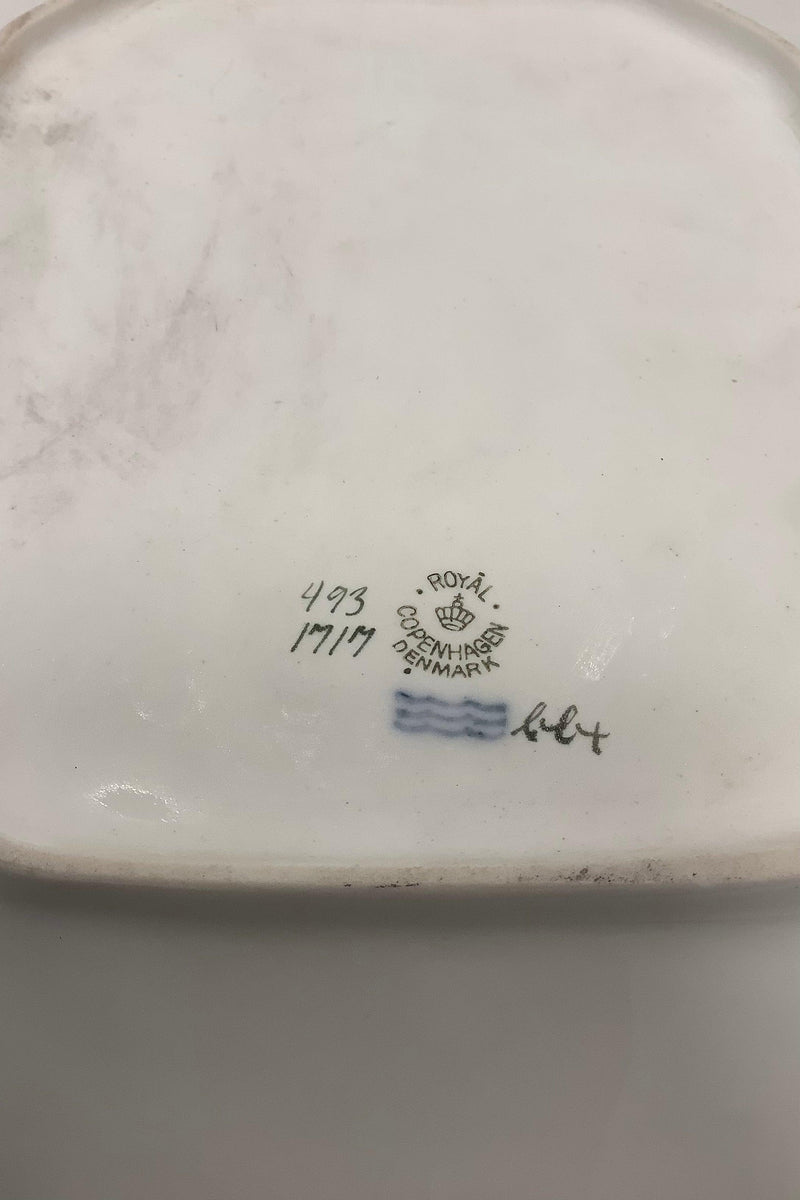 493
1717
ROYAL
COPENHAGEN
DENMARK